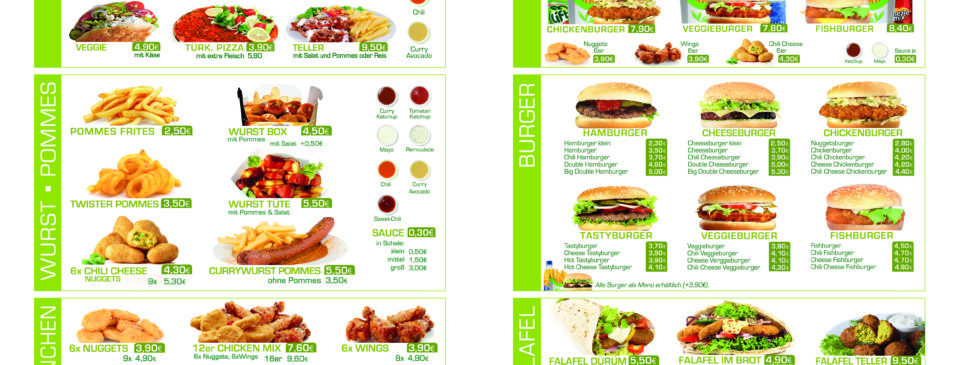 VEGGIE 4,90€
mit Käse
TÜRK. PIZZA 3,90€
mit extra Fleisch 5,90
TELLER 9,50€
mit Salat und Pommes oder Reis
Chili
Curry
Avocado
WURST ▪ POMMES
POMMES FRITES 2,50€
WURST BOX 4,50€
mit Pommes
mit Salat +0,50€
Curry
Ketchup
Tomaten
Ketchup
Mayo
Remoulade
Chili
Curry
Avocado
Sweet-Chili
TWISTER POMMES 3,50€
WURST TÜTE 5,50€
mit Pommes & Salat
SAUCE 0,30€
in Schale:
klein 0,50€
mittel 1,50€
groß 3,00€
6x CHILI CHEESE 4,30€
NUGGETS 9x 5,30€
CURRYWURST POMMES 5,50€
ohne Pommes 3,50€
NCHEN
6x NUGGETS 3,90€
9x 4,90€
12er CHICKEN MIX 7,60€
6x Nuggets, 6xWings 18er 9,60€
6x WINGS 3,90€
9x 4,90€
CHICKENBURGER 7,90€
VEGGIEBURGER 7,80€
FISHBURGER 8,40€
Nuggets
6er
3,90€
Wings
6er
3,90€
Chili Cheese
6er
4,30€
Ketchup
Mayo
Sauce je
0,30€
BURGER
HAMBURGER
Hamburger klein 2,30€
Hamburger 3,50€
Chili Hamburger 3,70€
Double Hamburger 4,60€
Big Double Hamburger 5,00€
CHEESEBURGER
Cheeseburger klein 2,50€
Cheeseburger 3,70€
Chili Cheeseburger 3,90€
Double Cheeseburger 5,00€
Big Double Cheeseburger 5,30€
CHICKENBURGER
Nuggetsburger 2,80€
Chickenburger 4,00€
Chili Chickenburger 4,20€
Cheese Chickenburger 4,20€
Chili Cheese Chickenburger 4,40€
TASTYBURGER
Tastyburger 3,70€
Cheese Tastyburger 3,90€
Hot Tastyburger 3,90€
Hot Cheese Tastyburger 4,10€
VEGGIEBURGER
Veggieburger 3,90€
Chili Veggieburger 4,10€
Cheese Verggieburger 4,10€
Chili Cheese Veggieburger 4,30€
FISHBURGER
Fishburger 4,50€
Chili Fishburger 4,70€
Cheese Fishburger 4,70€
Chili Cheese Fishburger 4,90€
Alle Burger als Menü erhältlich (+3,90€).
LAFEL
FALAFEL DÜRÜM 5,50€
FALAFEL IM BROT 4,90€
FALAFEL TELLER 9,50€